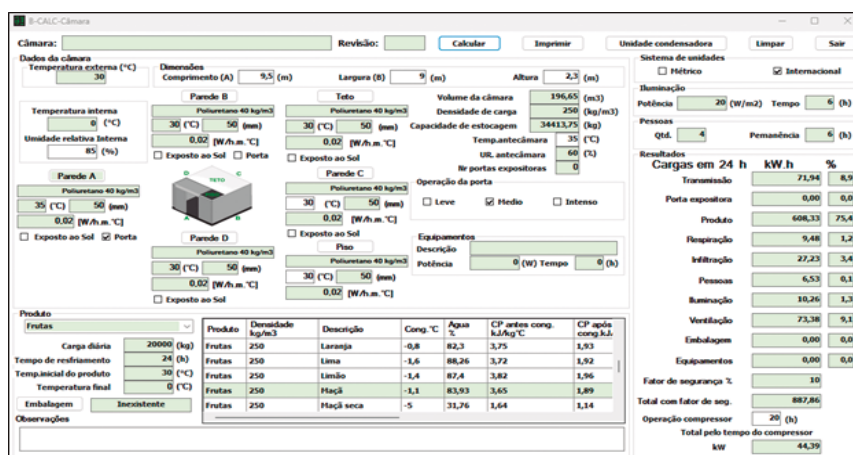 B-CALC-Câmara
Câmara: Revisão: Calcular Imprimir Unidade condensadora Limpar Sair
Dados da câmara
Temperatura externa (°C)
30
Dimensões
Comprimento (A) 9,5 (m) Largura (B) 9 (m) Altura 2,3 (m)
Sistema de unidades
Métrico Internacional
Temperatura interna
0 (°C)
Umidade relativa Interna
85 (%)
Parede B
Poliuretano 40 kg/m3
30 (°C) 50 (mm)
0,02 [W/h.m.°C]
Exposto ao Sol Porta
Teto
Poliuretano 40 kg/m3
30 (°C) 50 (mm)
0,02 [W/h.m.°C]
Exposto ao Sol
Volume da câmara 196,65 (m3)
Densidade de carga 250 (kg/m3)
Capacidade de estocagem 34413,75 (kg)
Temp.antecâmara 35 (°C)
UR. antecâmara 60 (%)
Nr portas expositoras 0
Iluminação
Potência 20 (W/m2) Tempo 6 (h)
Pessoas
Qtd. 4 Pemanência 6 (h)
Parede A
Poliuretano 40 kg/m3
35 (°C) 50 (mm)
0,02 [W/h.m.°C]
Exposto ao Sol Porta
D C
TETO
A B
Parede C
Poliuretano 40 kg/m3
30 (°C) 50 (mm)
0,02 [W/h.m.°C]
Exposto ao Sol
Operação da porta
Leve Medio Intenso
Parede D
Poliuretano 40 kg/m3
30 (°C) 50 (mm)
0,02 [W/h.m.°C]
Exposto ao Sol
Piso
Poliuretano 40 kg/m3
30 (°C) 50 (mm)
0,02 [W/h.m.°C]
Equipamentos
Descrição
Potência 0 (W) Tempo 0 (h)
Resultados
Cargas em 24 h kW.h %
Transmissão 71,94 8,9
Porta expositora 0,00 0,0
Produto 608,33 75,4
Respiração 9,48 1,2
Infiltração 27,23 3,4
Pessoas 6,53 0,1
Iluminação 10,26 1,3
Ventilação 73,38 9,1
Embalagem 0,00 0,0
Equipamentos 0,00 0,0
Fator de segurança % 10
Total com fator de seg. 887,86
Operação compressor 20 (h)
Total pelo tempo do compressor
kW 44,39
Produto
Frutas
Carga diária 20000 (kg)
Tempo de resfriamento 24 (h)
Temp.inicial do produto 30 (°C)
Temperatura final 0 (°C)
Embalagem Inexistente
Produto Densidade kg/m3 Descrição Cong.°C Agua % CP antes cong. kJ/kg°C CP após cong.kJ
Frutas 250 Laranja -0,8 82,3 3,75 1,93
Frutas 250 Lima -1,6 88,26 3,72 1,92
Frutas 250 Limão -1,4 87,4 3,82 1,96
Frutas 250 Maçã -1,1 83,93 3,65 1,89
Frutas 250 Maçã seca -5 31,76 1,64 1,14
Observações